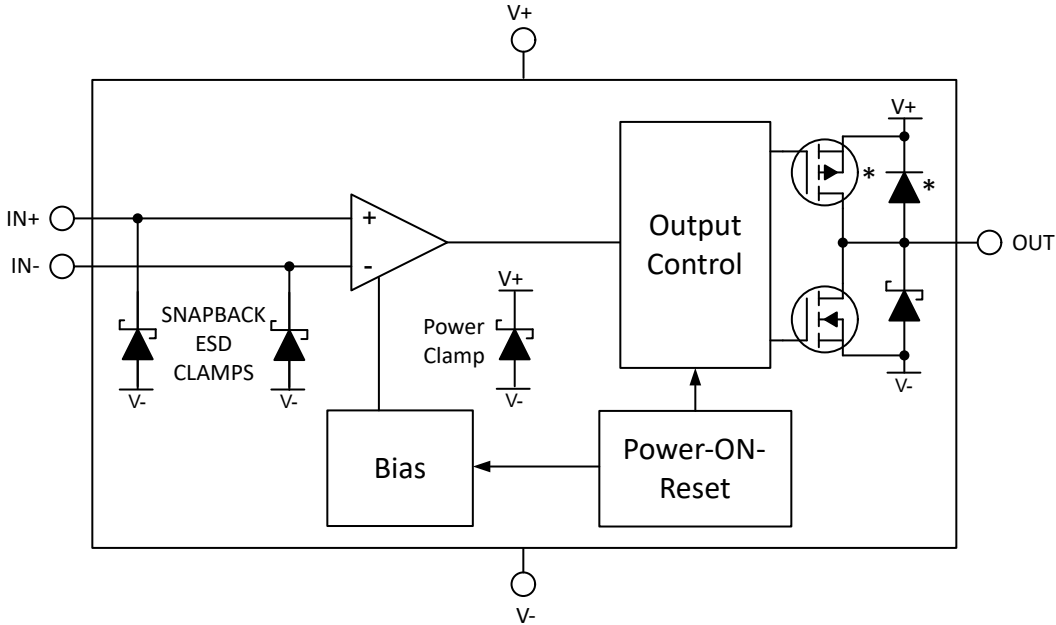 V+
V+
*
*
IN+
+
Output
Control
OUT
IN-
-
V+
SNAPBACK
ESD
CLAMPS
Power
Clamp
V-
V-
V-
V-
Bias
Power-ON-
Reset
V-